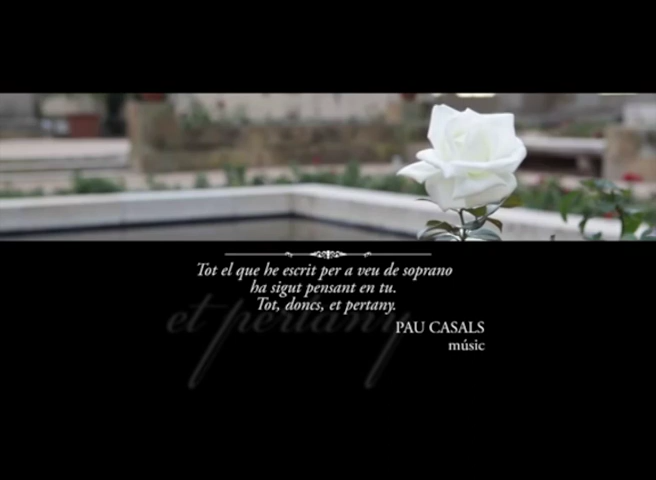 Tot el que he escrit per a veu de soprano
ha sigut pensant en tu.
Tot, doncs, et pertany.
et pertany
PAU CASALS
músic